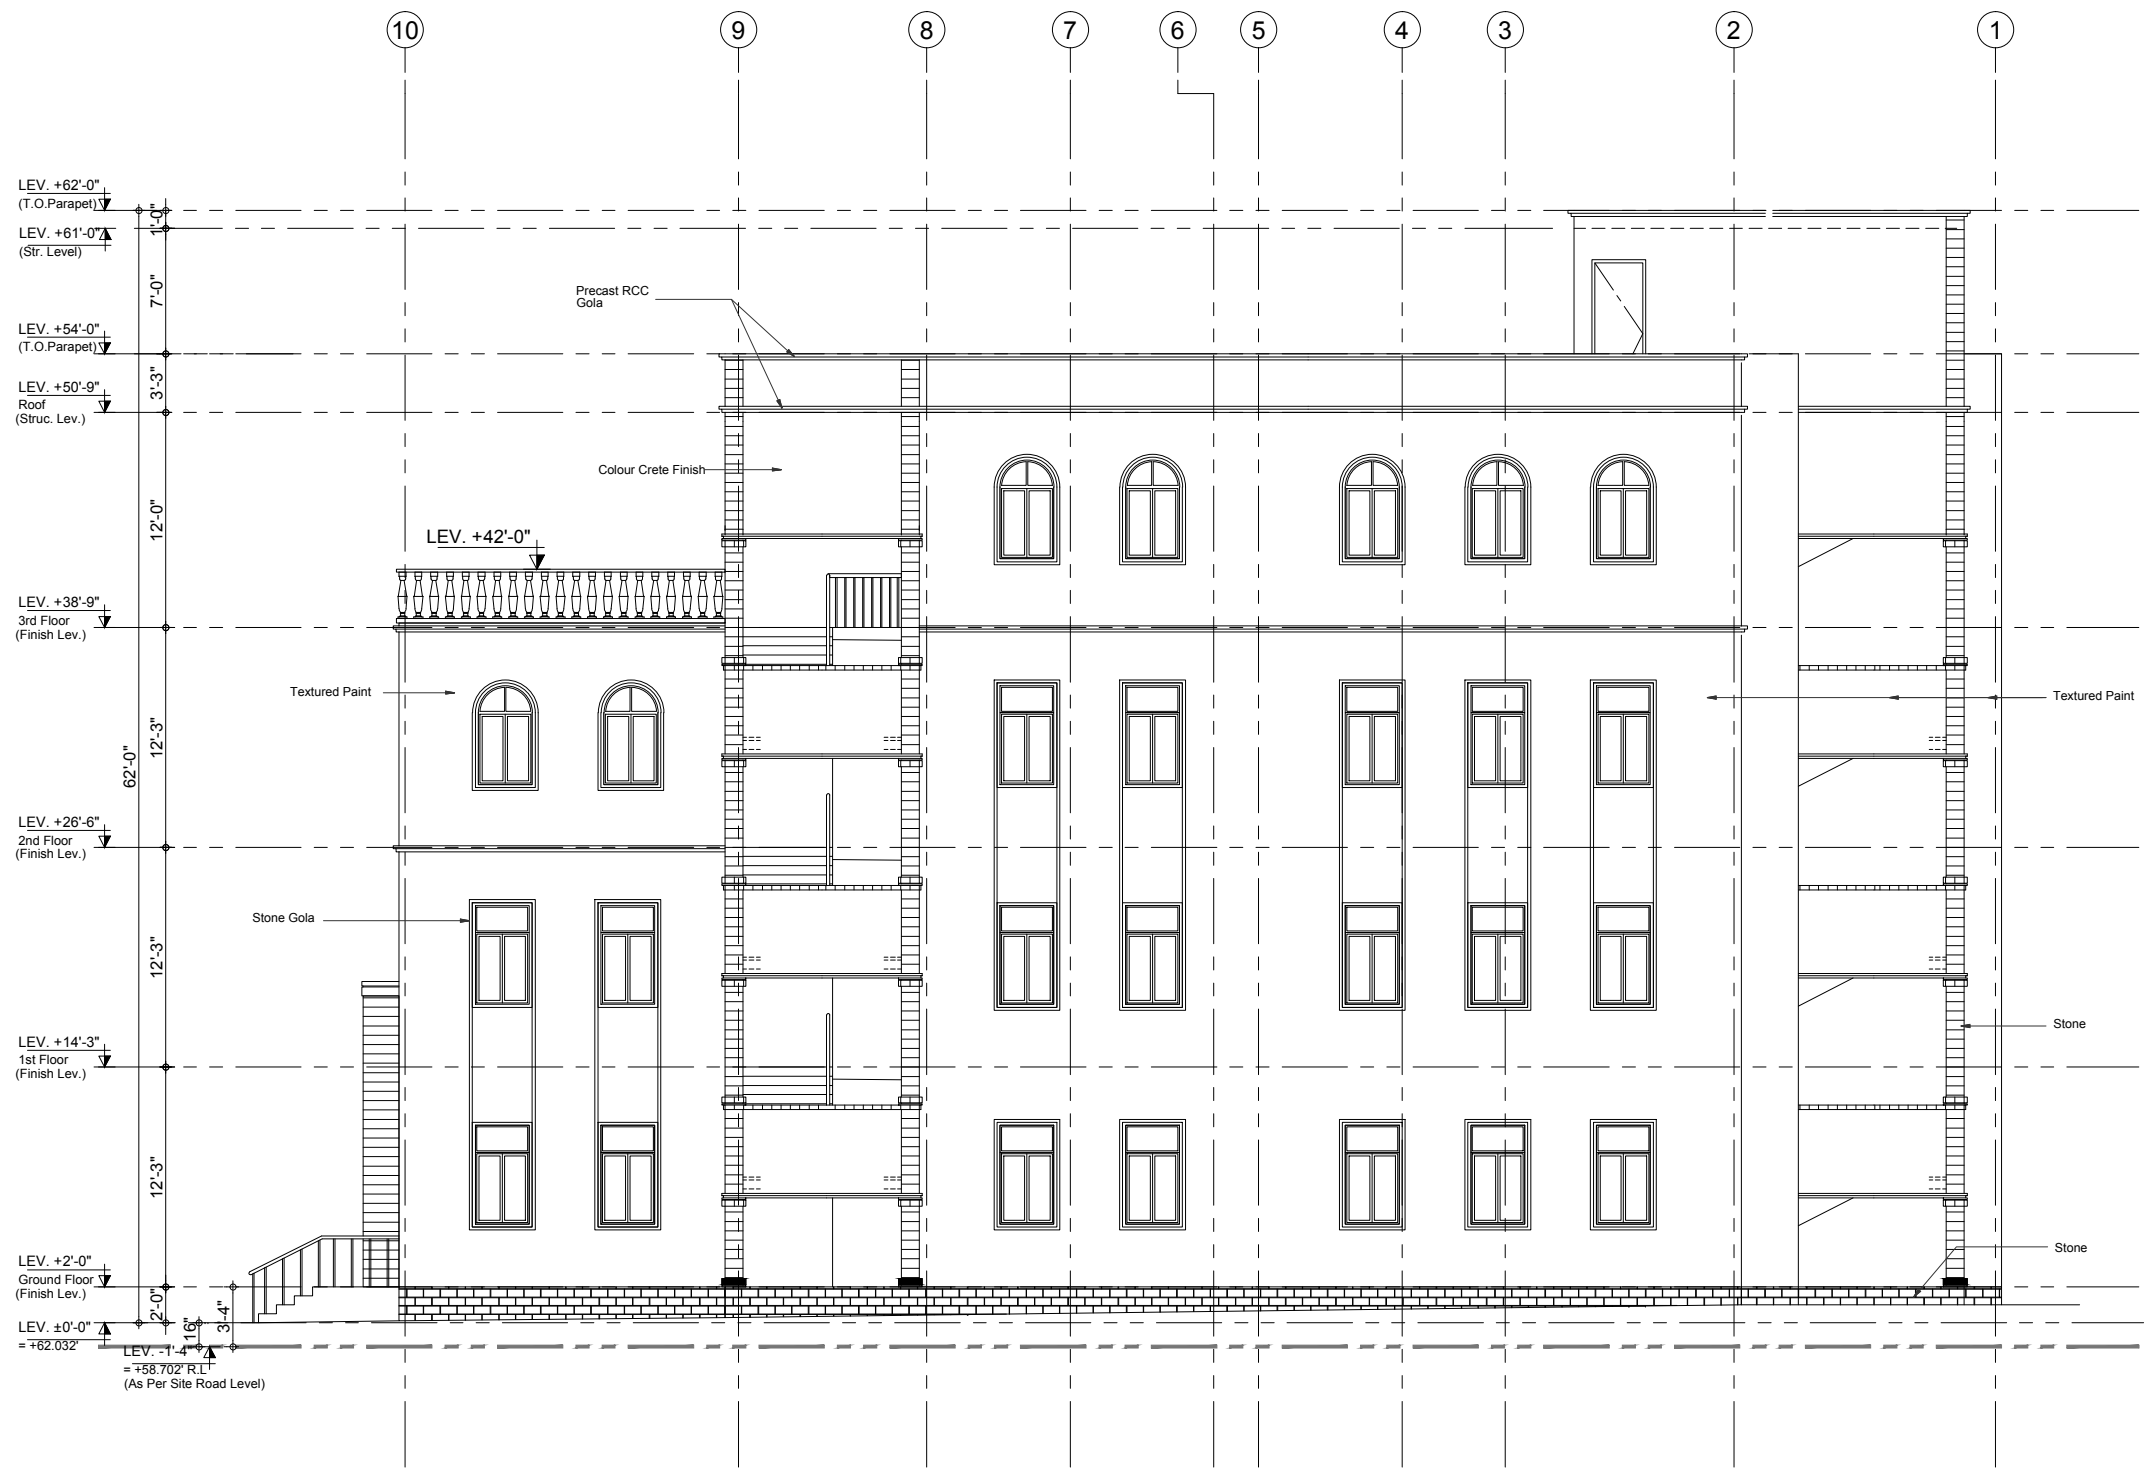 10 9 8 7 6 5 4 3 2 1
LEV. +62'-0"
(T.O.Parapet)
1'-0"
LEV. +61'-0"
(Str. Level)
7'-0"
Precast RCC
Gola
LEV. +54'-0"
(T.O.Parapet)
3'-3"
LEV. +50'-9"
Roof
(Struc. Lev.)
Colour Crete Finish
12'-0"
LEV. +42'-0"
LEV. +38'-9"
3rd Floor
(Finish Lev.)
Textured Paint
Textured Paint
12'-3"
62'-0"
LEV. +26'-6"
2nd Floor
(Finish Lev.)
Stone Gola
12'-3"
Stone
LEV. +14'-3"
1st Floor
(Finish Lev.)
12'-3"
Stone
LEV. +2'-0"
Ground Floor
(Finish Lev.)
2'-0"
3'-4"
16"
LEV. ±0'-0"
= +62.032'
LEV. -1'-4"
= +58.702' R.L
(As Per Site Road Level)